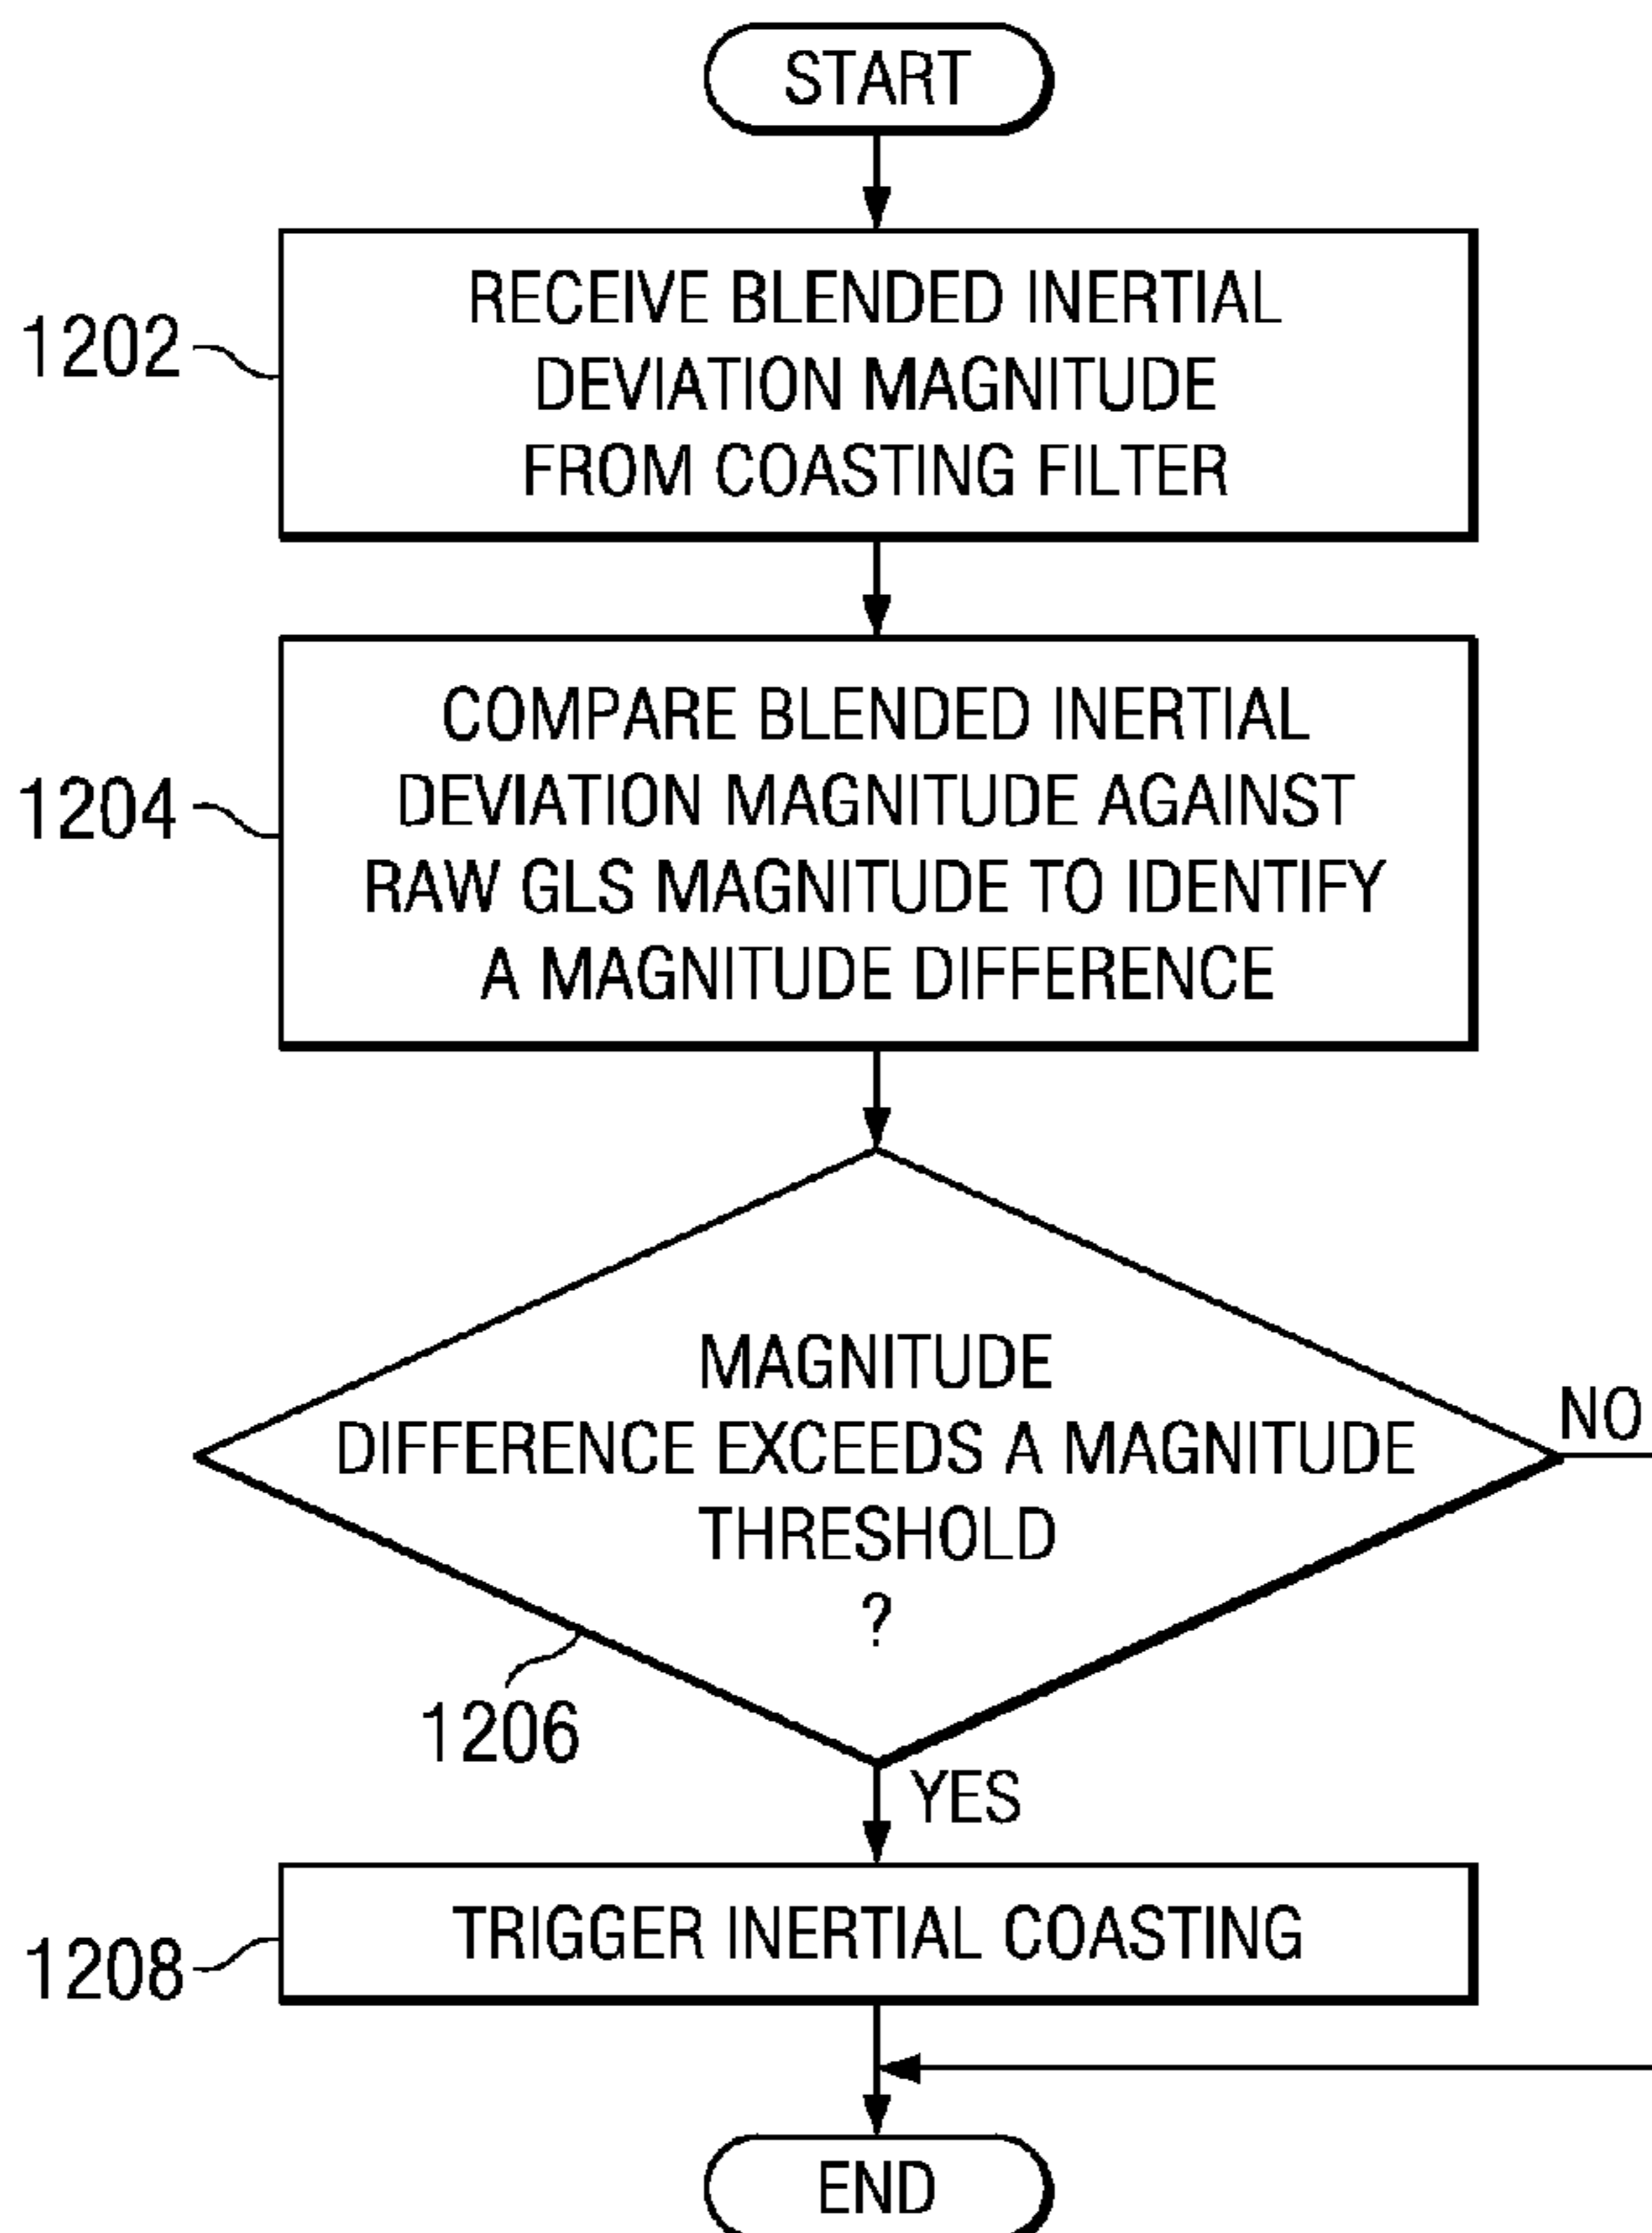 START
1202
RECEIVE BLENDED INERTIAL
DEVIATION MAGNITUDE
FROM COASTING FILTER
1204
COMPARE BLENDED INERTIAL
DEVIATION MAGNITUDE AGAINST
RAW GLS MAGNITUDE TO IDENTIFY
A MAGNITUDE DIFFERENCE
MAGNITUDE
DIFFERENCE EXCEEDS A MAGNITUDE
THRESHOLD
?
NO
1206
YES
1208
TRIGGER INERTIAL COASTING
END